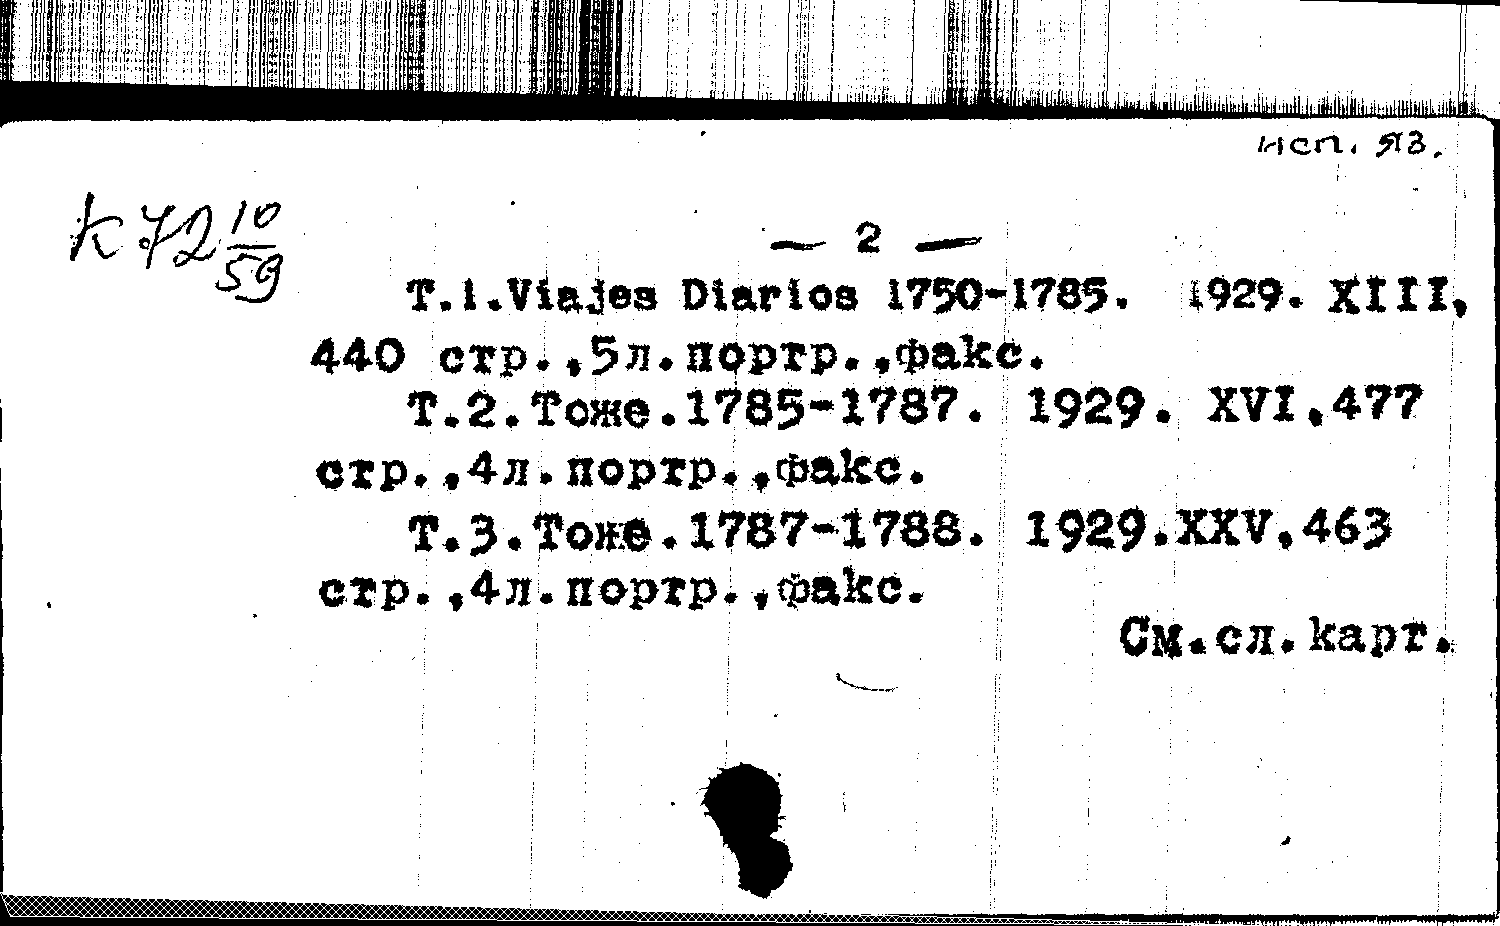 исп. яз.
К 72 10/59
— 2 —
Т.1.Viajes Diarios 1750-1785. 1929. XIII,
440 стр.,5л.портр.,факс.
Т.2.Тоже.1785-1787. 1929. XVI,477
стр.,4л.портр.,факс.
Т.3.Тоже.1787-1788. 1929.XXV,463
стр.,4л.портр.,факс.
См.сл.карт.